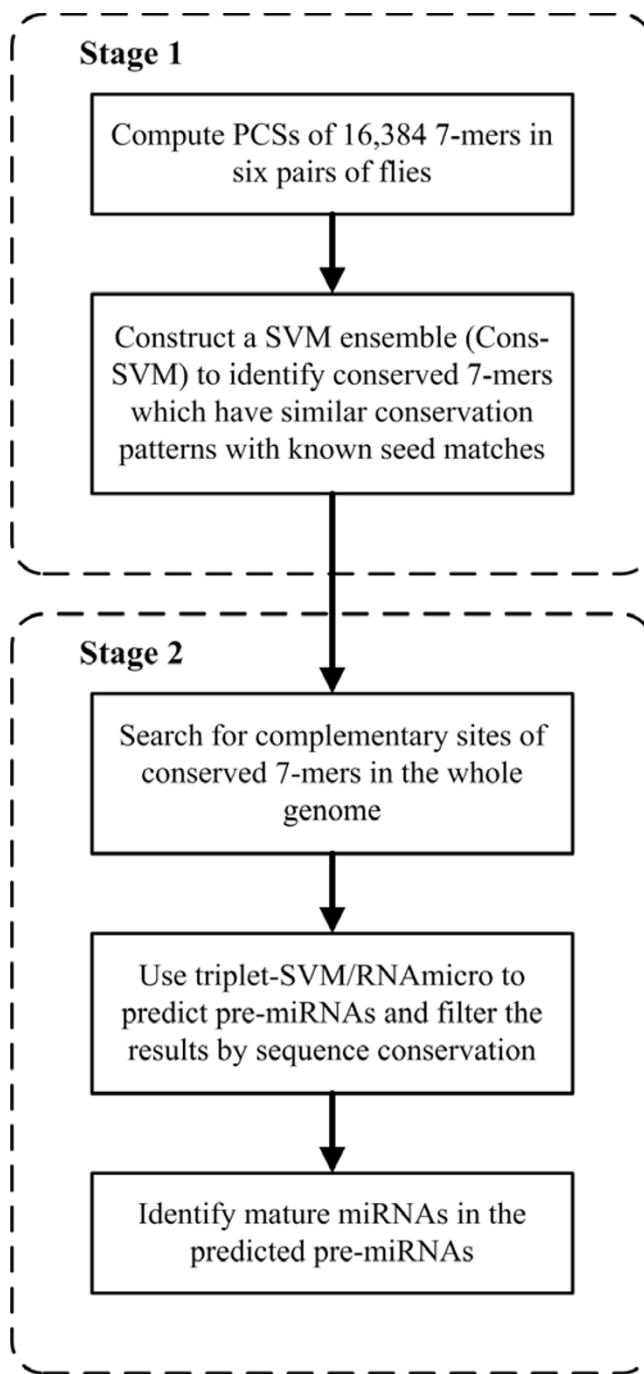 Stage 1
Compute PCSs of 16,384 7-mers in
six pairs of flies
Construct a SVM ensemble (Cons-
SVM) to identify conserved 7-mers
which have similar conservation
patterns with known seed matches
Stage 2
Search for complementary sites of
conserved 7-mers in the whole
genome
Use triplet-SVM/RNAmicro to
predict pre-miRNAs and filter the
results by sequence conservation
Identify mature miRNAs in the
predicted pre-miRNAs